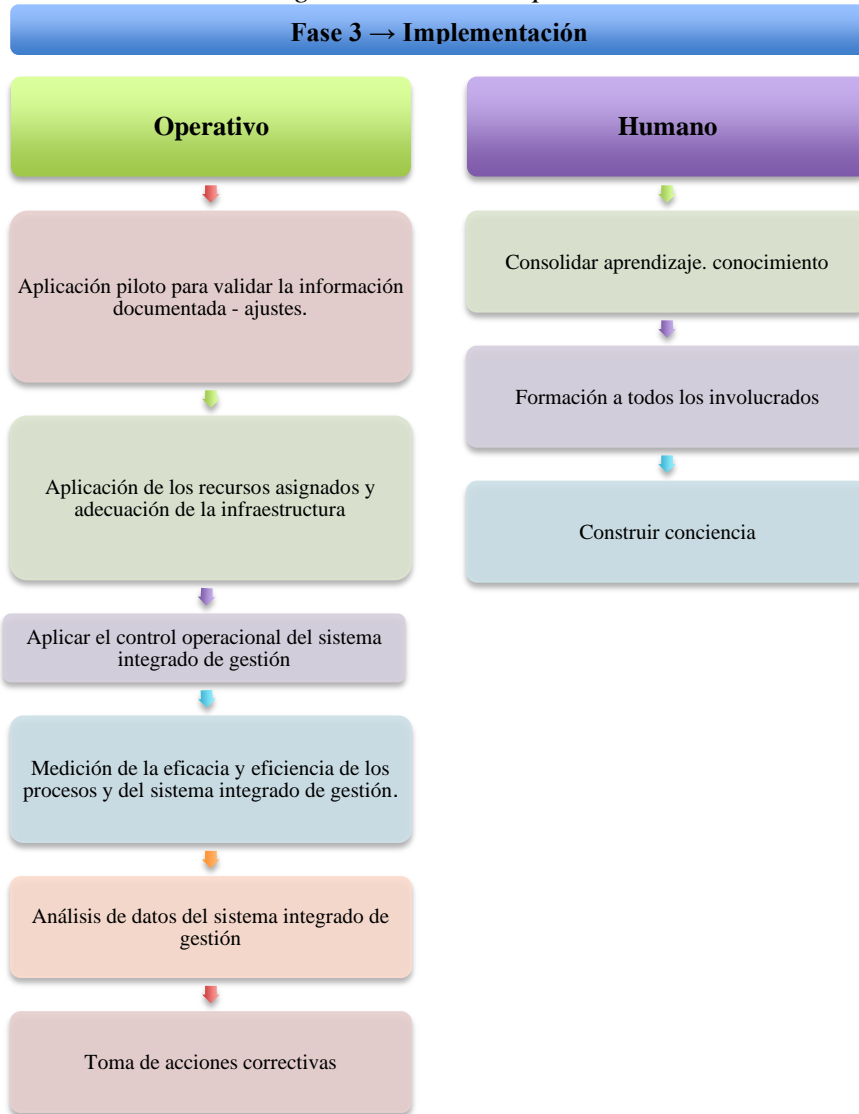 Fase 3 → Implementación
Operativo
Aplicación piloto para validar la información
documentada - ajustes.
Aplicación de los recursos asignados y
adecuación de la infraestructura
Aplicar el control operacional del sistema
integrado de gestión
Medición de la eficacia y eficiencia de los
procesos y del sistema integrado de gestión.
Análisis de datos del sistema integrado de
gestión
Toma de acciones correctivas
Humano
Consolidar aprendizaje. conocimiento
Formación a todos los involucrados
Construir conciencia